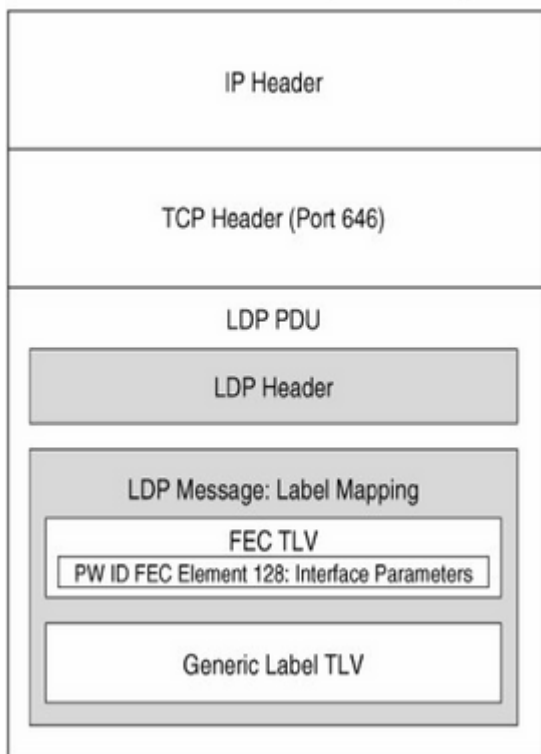 IP Header
TCP Header (Port 646)
LDP PDU
LDP Header
LDP Message: Label Mapping
FEC TLV
PW ID FEC Element 128: Interface Parameters
Generic Label TLV